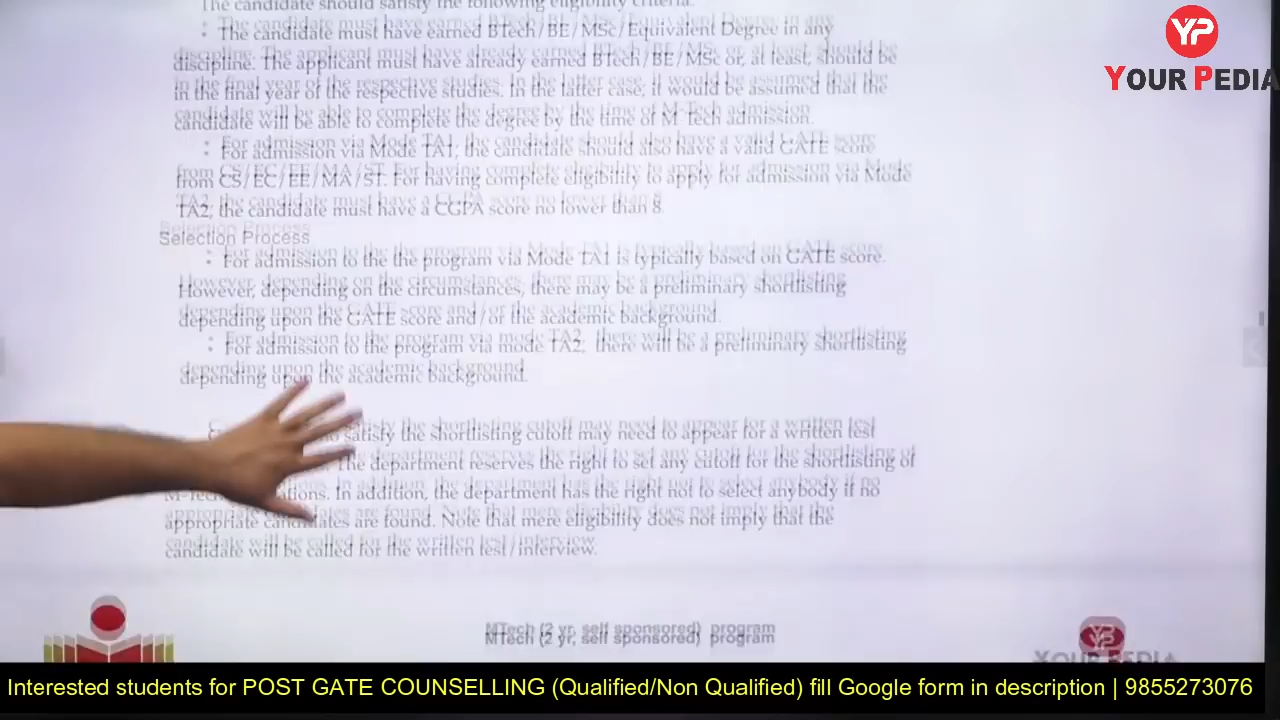 The candidate should satisfy the following eligibility criteria.
• The candidate must have earned BTech/BE/MSc/Equivalent Degree in any
discipline. The applicant must have already earned BTech/BE/MSc or, at least, should be
in the final year of the respective studies. In the latter case, it would be assumed that the
candidate will be able to complete the degree by the time of M-Tech admission.
• For admission via Mode TA1, the candidate should also have a valid GATE score
from CS/EC/EE/MA/ST. For having complete eligibility to apply for admission via Mode
TA2, the candidate must have a CGPA score no lower than 8.
Selection Process
• For admission to the the program via Mode TA1 is typically based on GATE score.
However, depending on the circumstances, there may be a preliminary shortlisting
depending upon the GATE score and/or the academic background.
• For admission to the program via mode TA2, there will be a preliminary shortlisting
depending upon the academic background.
satisfy the shortlisting cutoff may need to appear for a written test
The department reserves the right to set any cutoff for the shortlisting of
M-Tech In addition, the department has the right not to select anybody if no
appropriate candidates are found. Note that mere eligibility does not imply that the
candidate will be called for the written test/interview.
MTech (2 yr, self sponsored) program
YP
YOUR PEDIA
YP
YOUR PEDIA
Interested students for POST GATE COUNSELLING (Qualified/Non Qualified) fill Google form in description | 9855273076